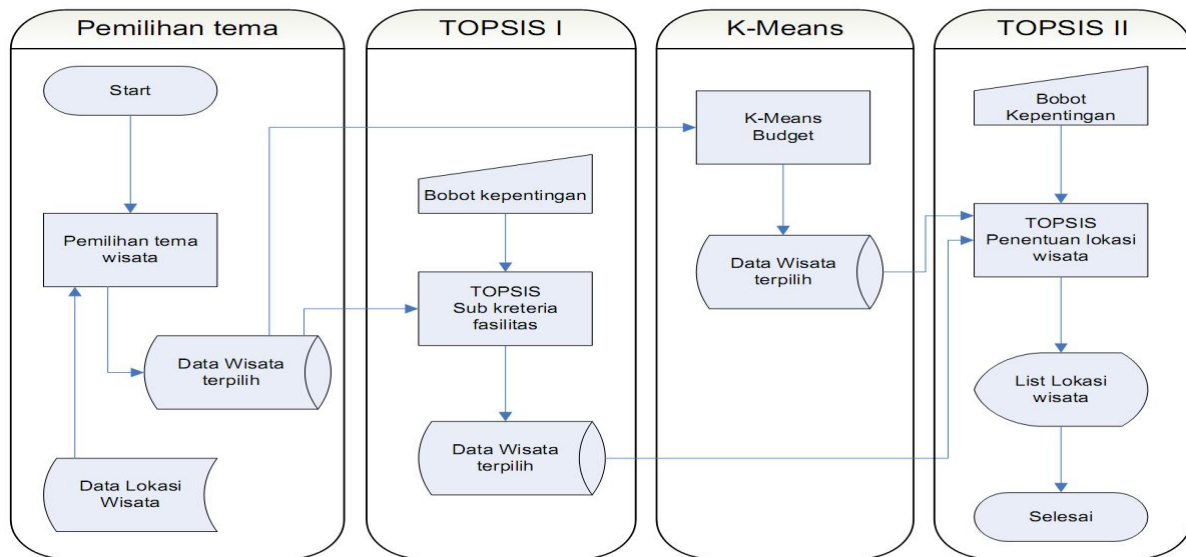 Pemilihan tema
Start
Pemilihan tema
wisata
Data Wisata
terpilih
Data Lokasi
Wisata
TOPSIS I
Bobot kepentingan
TOPSIS
Sub kreteria
fasilitas
Data Wisata
terpilih
K-Means
K-Means
Budget
Data Wisata
terpilih
TOPSIS II
Bobot
Kepentingan
TOPSIS
Penentuan lokasi
wisata
List Lokasi
wisata
Selesai